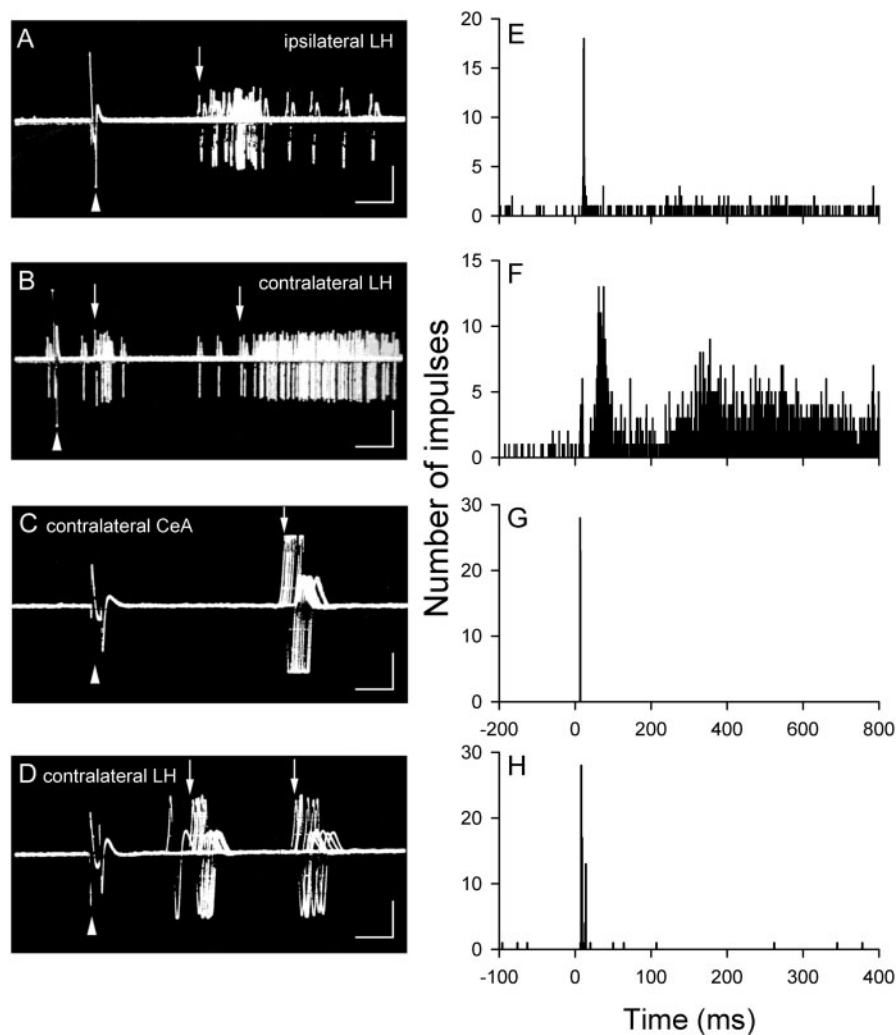 A ipsilateral LH
B contralateral LH
C contralateral CeA
D contralateral LH
Number of impulses
E
20
15
10
5
0
F
15
10
5
0
G
30
20
10
0
-200 0 200 400 600 800
H
30
20
10
0
-100 0 100 200 300 400
Time (ms)